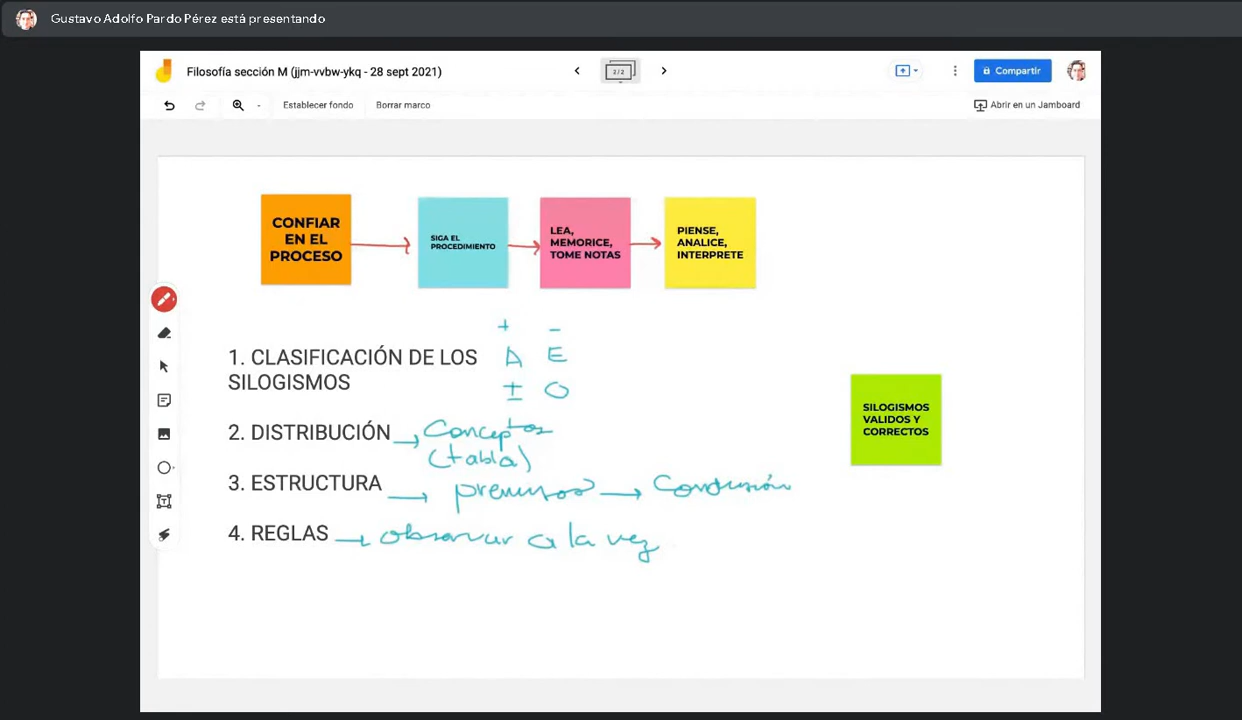 Gustavo Adolfo Pardo Pérez está presentando
Filosofía sección M (jjm-vvbw-ykq - 28 sept 2021)
2/2
Compartir
Establecer fondo
Borrar marco
Abrir en un Jamboard
CONFIAR
EN EL
PROCESO
SIGA EL
PROCEDIMIENTO
LEA,
MEMORICE,
TOME NOTAS
PIENSE,
ANALICE,
INTERPRETE
+ −
1. CLASIFICACIÓN DE LOS A E
SILOGISMOS ± O
2. DISTRIBUCIÓN → Conceptos
(tabla)
3. ESTRUCTURA → premisas → Conclusión
4. REGLAS → observar a la vez
SILOGISMOS
VALIDOS Y
CORRECTOS